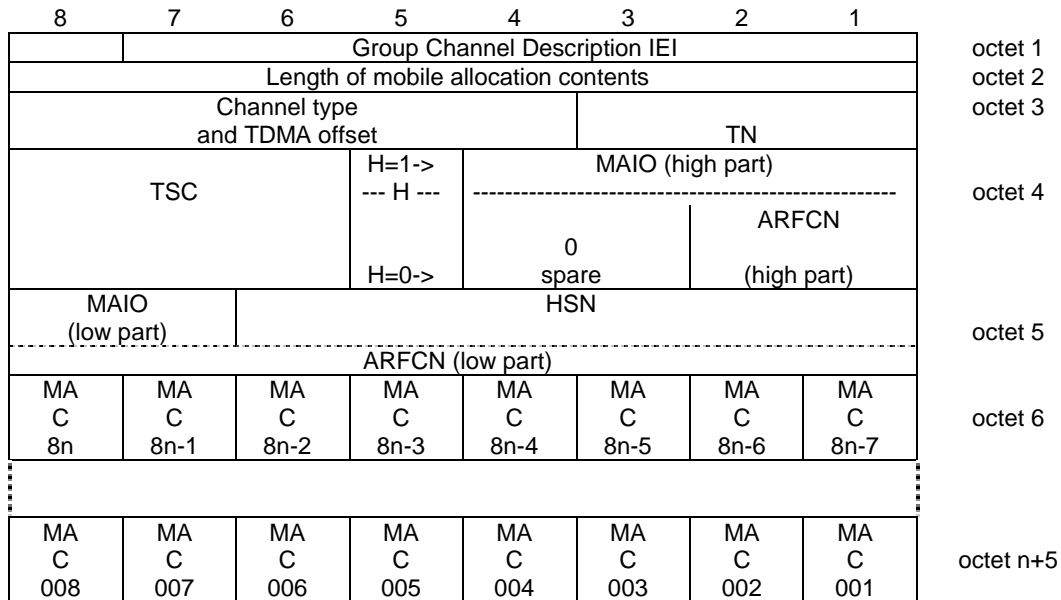 8 7 6 5 4 3 2 1
Group Channel Description IEI octet 1
Length of mobile allocation contents octet 2
Channel type octet 3
and TDMA offset TN
H=1-> MAIO (high part)
TSC --- H --- ------------------------------------------------------- octet 4
ARFCN
0
H=0-> spare (high part)
MAIO HSN
(low part) octet 5
ARFCN (low part)
MA MA MA MA MA MA MA MA
C C C C C C C C octet 6
8n 8n-1 8n-2 8n-3 8n-4 8n-5 8n-6 8n-7
MA MA MA MA MA MA MA MA
C C C C C C C C octet n+5
008 007 006 005 004 003 002 001